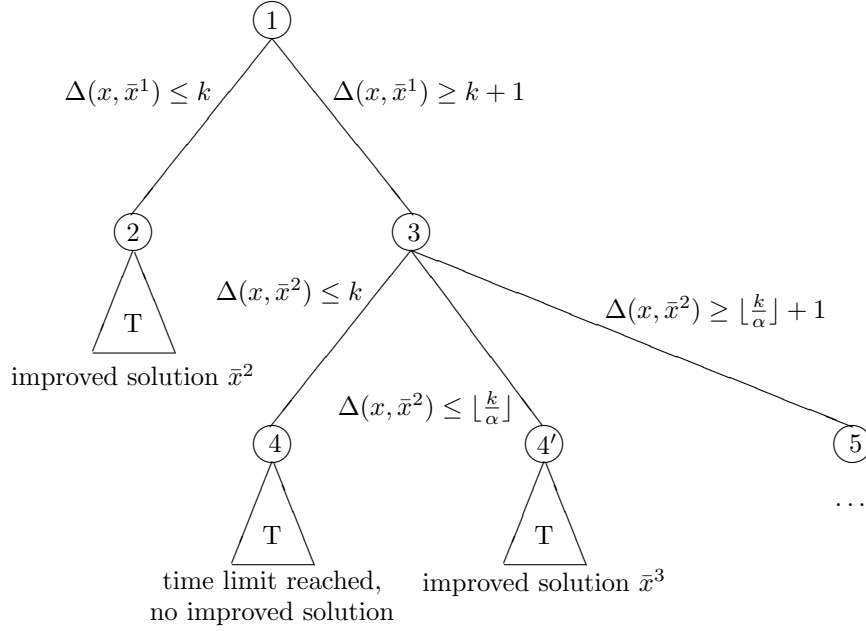 1
Δ(x, x̄¹) ≤ k
Δ(x, x̄¹) ≥ k + 1
2
3
T
improved solution x̄²
Δ(x, x̄²) ≤ k
Δ(x, x̄²) ≤ ⌊k/α⌋
Δ(x, x̄²) ≥ ⌊k/α⌋ + 1
4
4′
5
T
T
...
time limit reached,
no improved solution
improved solution x̄³